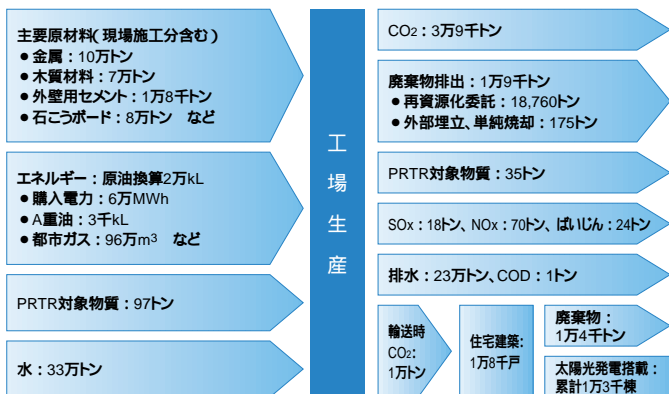 主要原材料(現場施工分含む)
●金属:10万トン
●木質材料:7万トン
●外壁用セメント:1万8千トン
●石こうボード:8万トン など
エネルギー:原油換算2万kL
●購入電力:6万MWh
●A重油:3千kL
●都市ガス:96万m³ など
PRTR対象物質:97トン
水:33万トン
工場生産
CO₂:3万9千トン
廃棄物排出:1万9千トン
●再資源化委託:18,760トン
●外部埋立、単純焼却:175トン
PRTR対象物質:35トン
SOx:18トン、NOx:70トン、ばいじん:24トン
排水:23万トン、COD:1トン
輸送時
CO₂:
1万トン
住宅建築:
1万8千戸
廃棄物:
1万4千トン
太陽光発電搭載:
累計1万3千棟